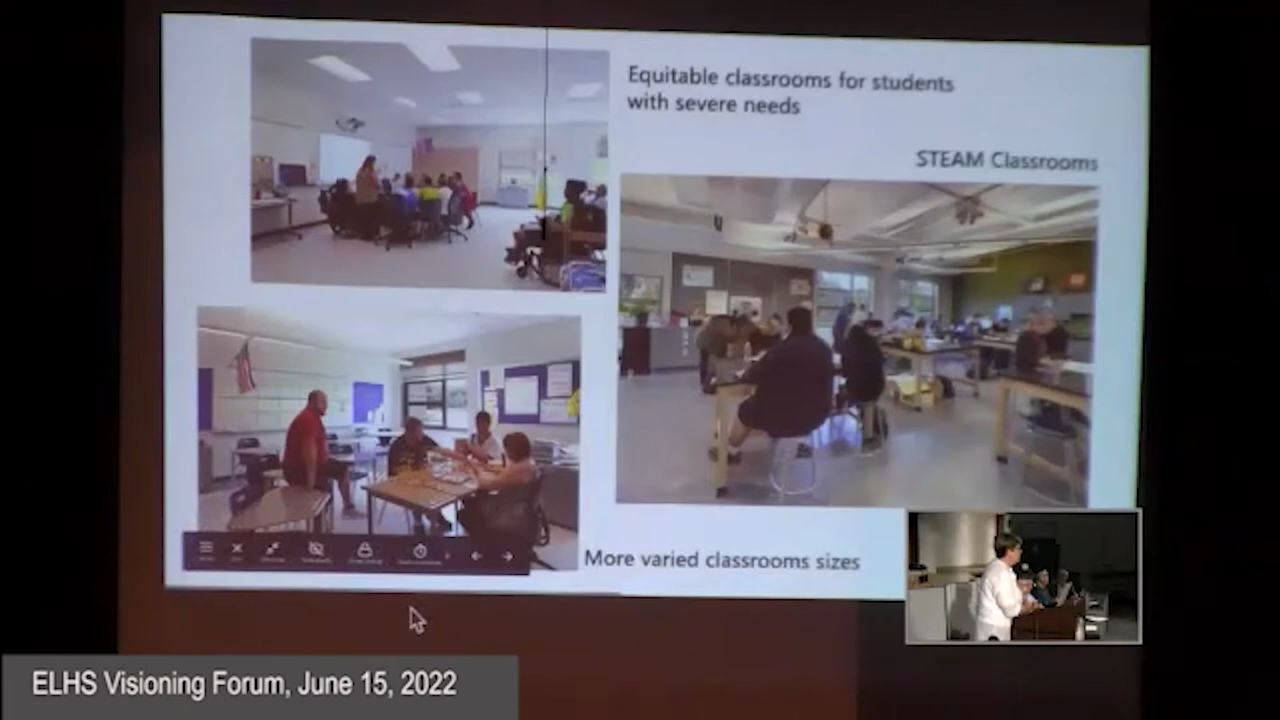 Equitable classrooms for students
with severe needs
STEAM Classrooms
More varied classrooms sizes
ELHS Visioning Forum, June 15, 2022